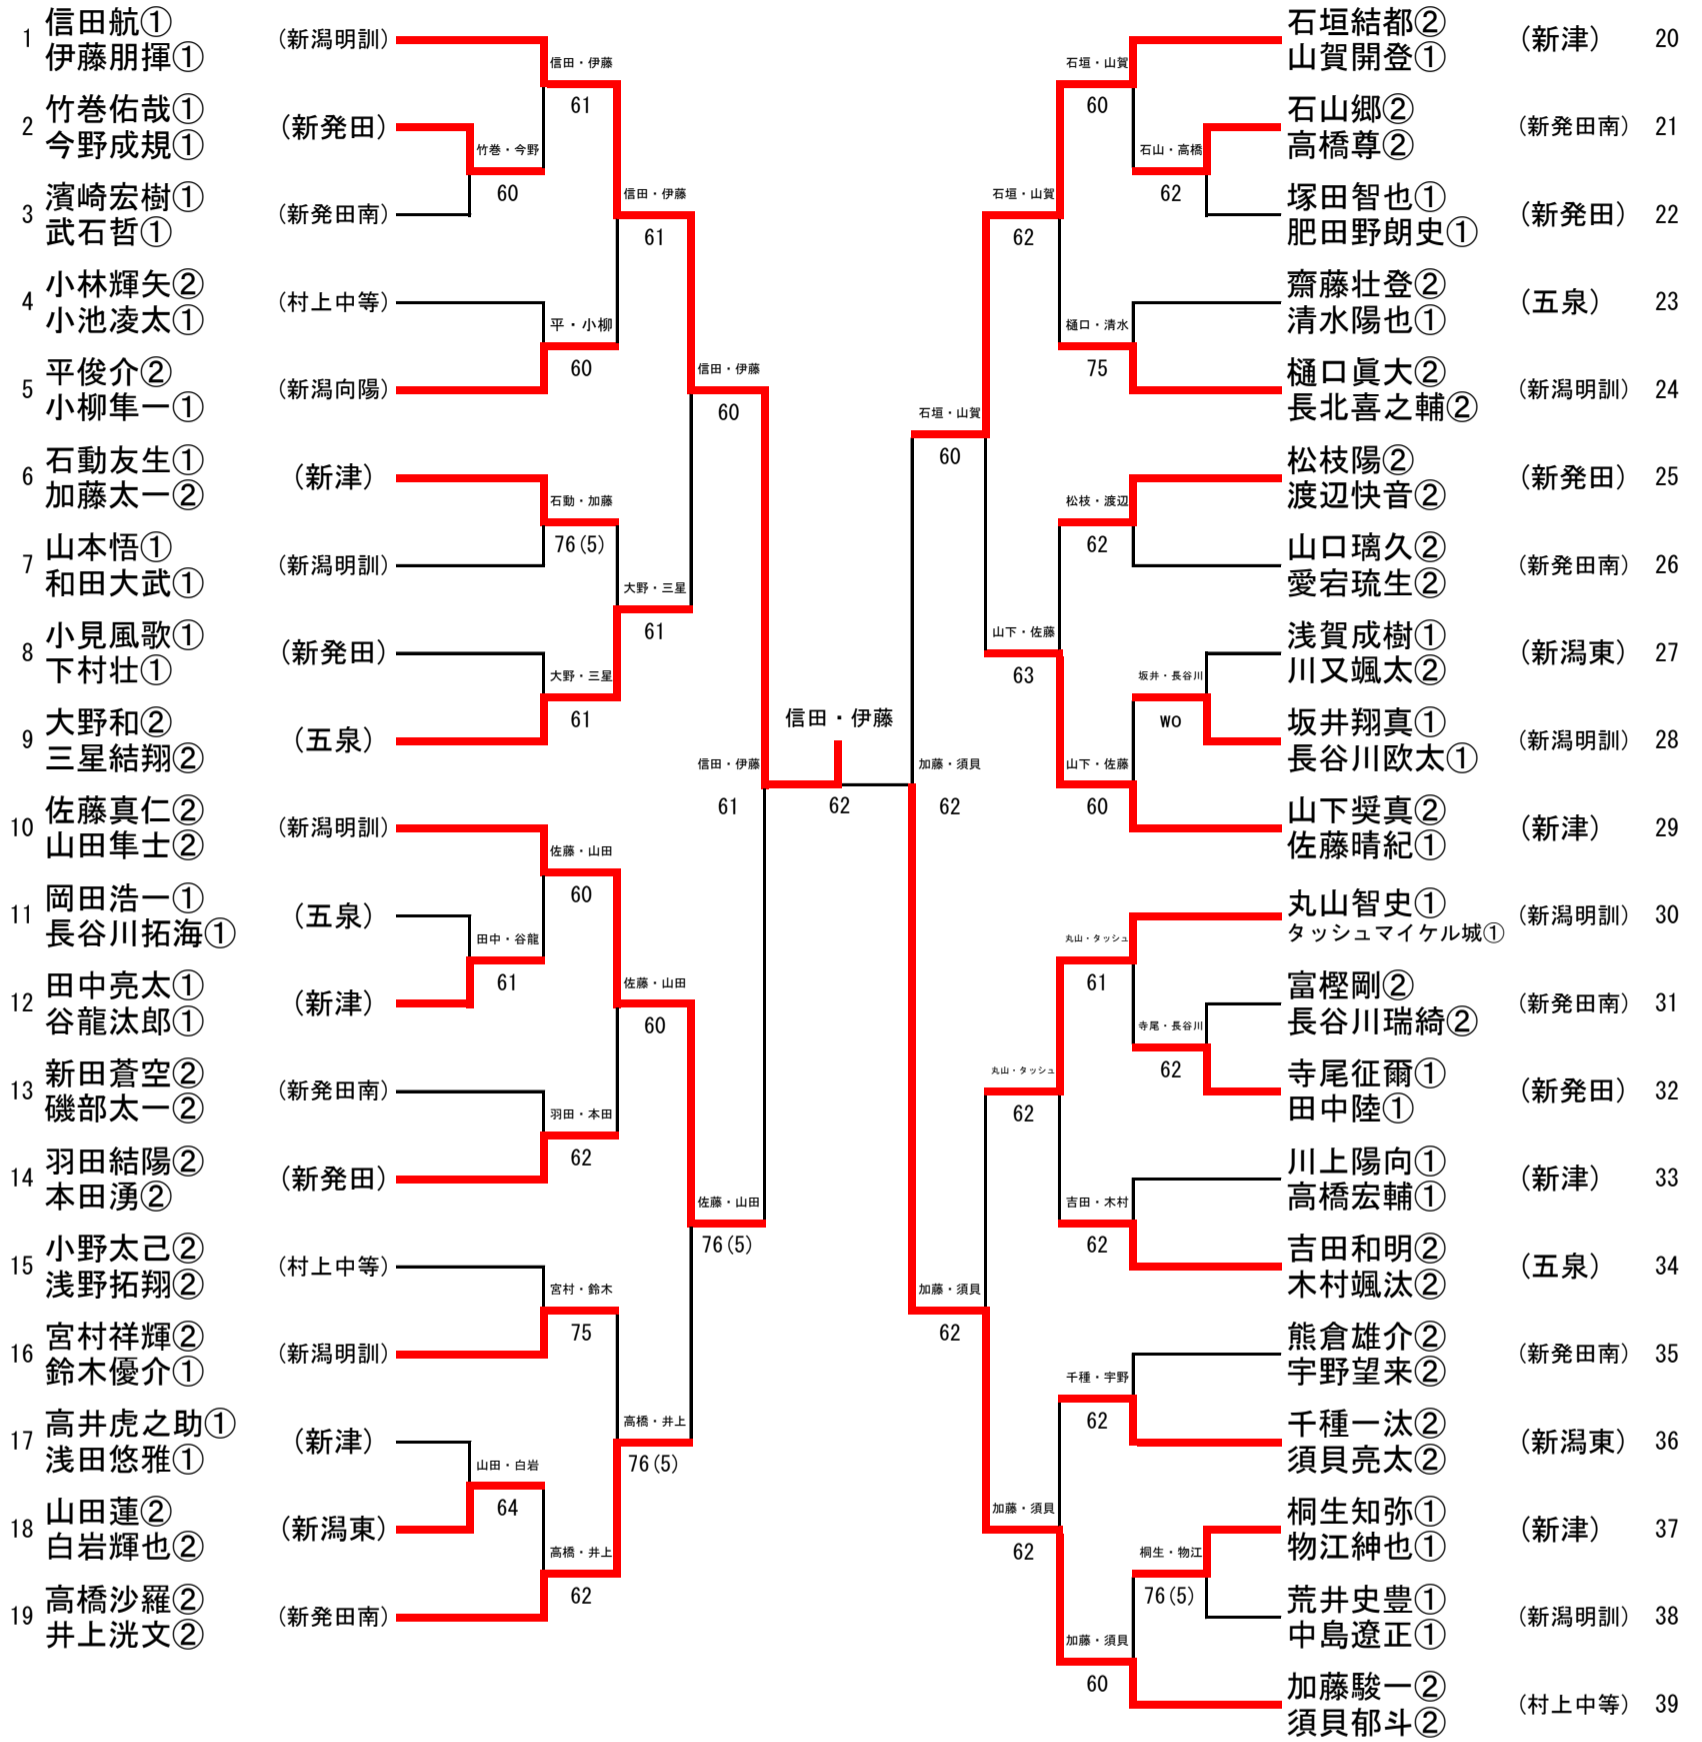 1 信田航① (新潟明訓)
伊藤朋揮①
2 竹巻佑哉① (新発田)
今野成規①
3 濱崎宏樹① (新発田南)
武石哲①
4 小林輝矢② (村上中等)
小池凌太①
5 平俊介② (新潟向陽)
小柳隼一①
6 石動友生① (新津)
加藤太一②
7 山本悟① (新潟明訓)
和田大武①
8 小見風歌① (新発田)
下村壮①
9 大野和② (五泉)
三星結翔②
10 佐藤真仁② (新潟明訓)
山田隼士②
11 岡田浩一① (五泉)
長谷川拓海①
12 田中亮太① (新津)
谷龍汰郎①
13 新田蒼空② (新発田南)
磯部太一②
14 羽田結陽② (新発田)
本田湧②
15 小野太己② (村上中等)
浅野拓翔②
16 宮村祥輝② (新潟明訓)
鈴木優介①
17 高井虎之助① (新津)
浅田悠雅①
18 山田蓮② (新潟東)
白岩輝也②
19 高橋沙羅② (新発田南)
井上洸文②
竹巻・今野
60
田中・谷龍
61
山田・白岩
64
信田・伊藤
61
平・小柳
60
石動・加藤
76(5)
大野・三星
61
佐藤・山田
60
羽田・本田
62
宮村・鈴木
75
高橋・井上
62
信田・伊藤
61
大野・三星
61
佐藤・山田
60
高橋・井上
76(5)
信田・伊藤
60
佐藤・山田
76(5)
信田・伊藤
61
信田・伊藤
62
加藤・須貝
62
石垣・山賀
60
加藤・須貝
62
石垣・山賀
62
山下・佐藤
63
丸山・タッシュ
62
加藤・須貝
62
石垣・山賀
60
樋口・清水
75
松枝・渡辺
62
山下・佐藤
60
丸山・タッシュ
61
吉田・木村
62
千種・宇野
62
加藤・須貝
60
石山・高橋
62
坂井・長谷川
WO
寺尾・長谷川
62
桐生・物江
76(5)
石垣結都② (新津) 20
山賀開登①
石山郷② (新発田南) 21
高橋尊②
塚田智也① (新発田) 22
肥田野朗史①
齋藤壮登② (五泉) 23
清水陽也①
樋口眞大② (新潟明訓) 24
長北喜之輔②
松枝陽② (新発田) 25
渡辺快音②
山口璃久② (新発田南) 26
愛宕琉生②
浅賀成樹① (新潟東) 27
川又颯太②
坂井翔真① (新潟明訓) 28
長谷川欧太①
山下奨真② (新津) 29
佐藤晴紀①
丸山智史① (新潟明訓) 30
タッシュマイケル城①
富樫剛② (新発田南) 31
長谷川瑞綺②
寺尾征爾① (新発田) 32
田中陸①
川上陽向① (新津) 33
高橋宏輔①
吉田和明② (五泉) 34
木村颯汰②
熊倉雄介② (新発田南) 35
宇野望来②
千種一汰② (新潟東) 36
須貝亮太②
桐生知弥① (新津) 37
物江紳也①
荒井史豊① (新潟明訓) 38
中島遼正①
加藤駿一② (村上中等) 39
須貝郁斗②